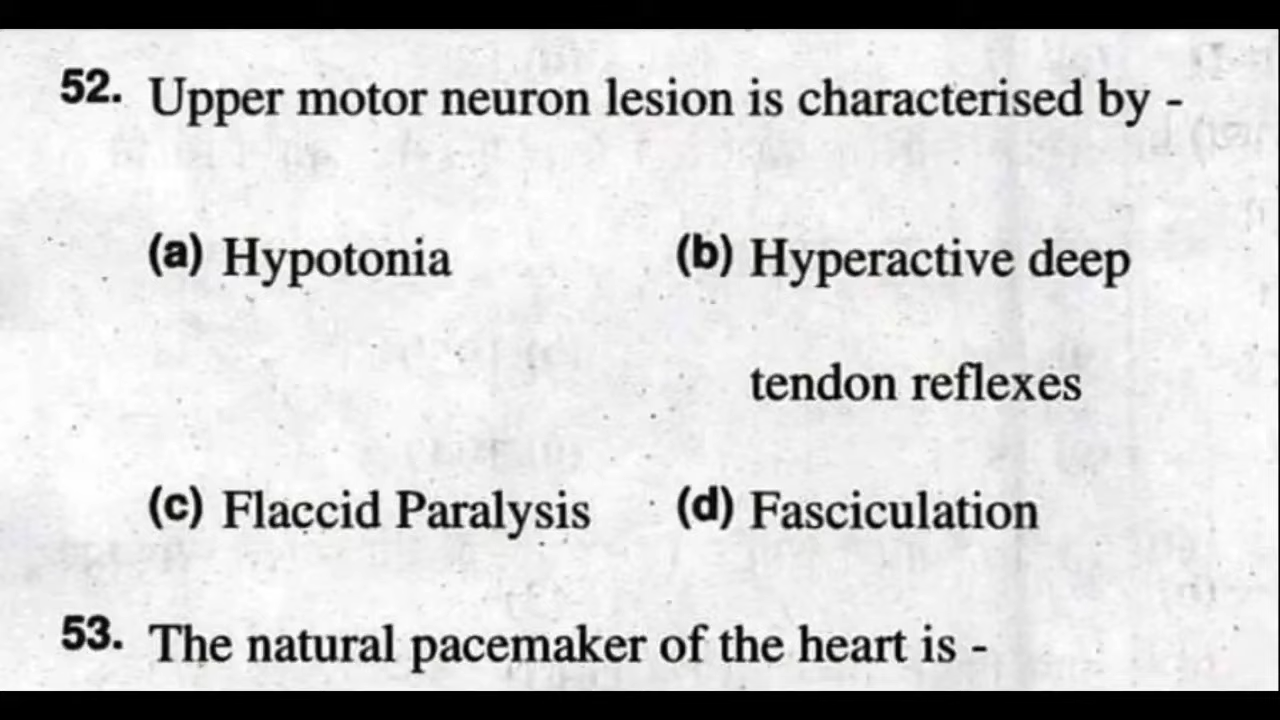 52. Upper motor neuron lesion is characterised by -
(a) Hypotonia (b) Hyperactive deep
tendon reflexes
(c) Flaccid Paralysis (d) Fasciculation
53. The natural pacemaker of the heart is -